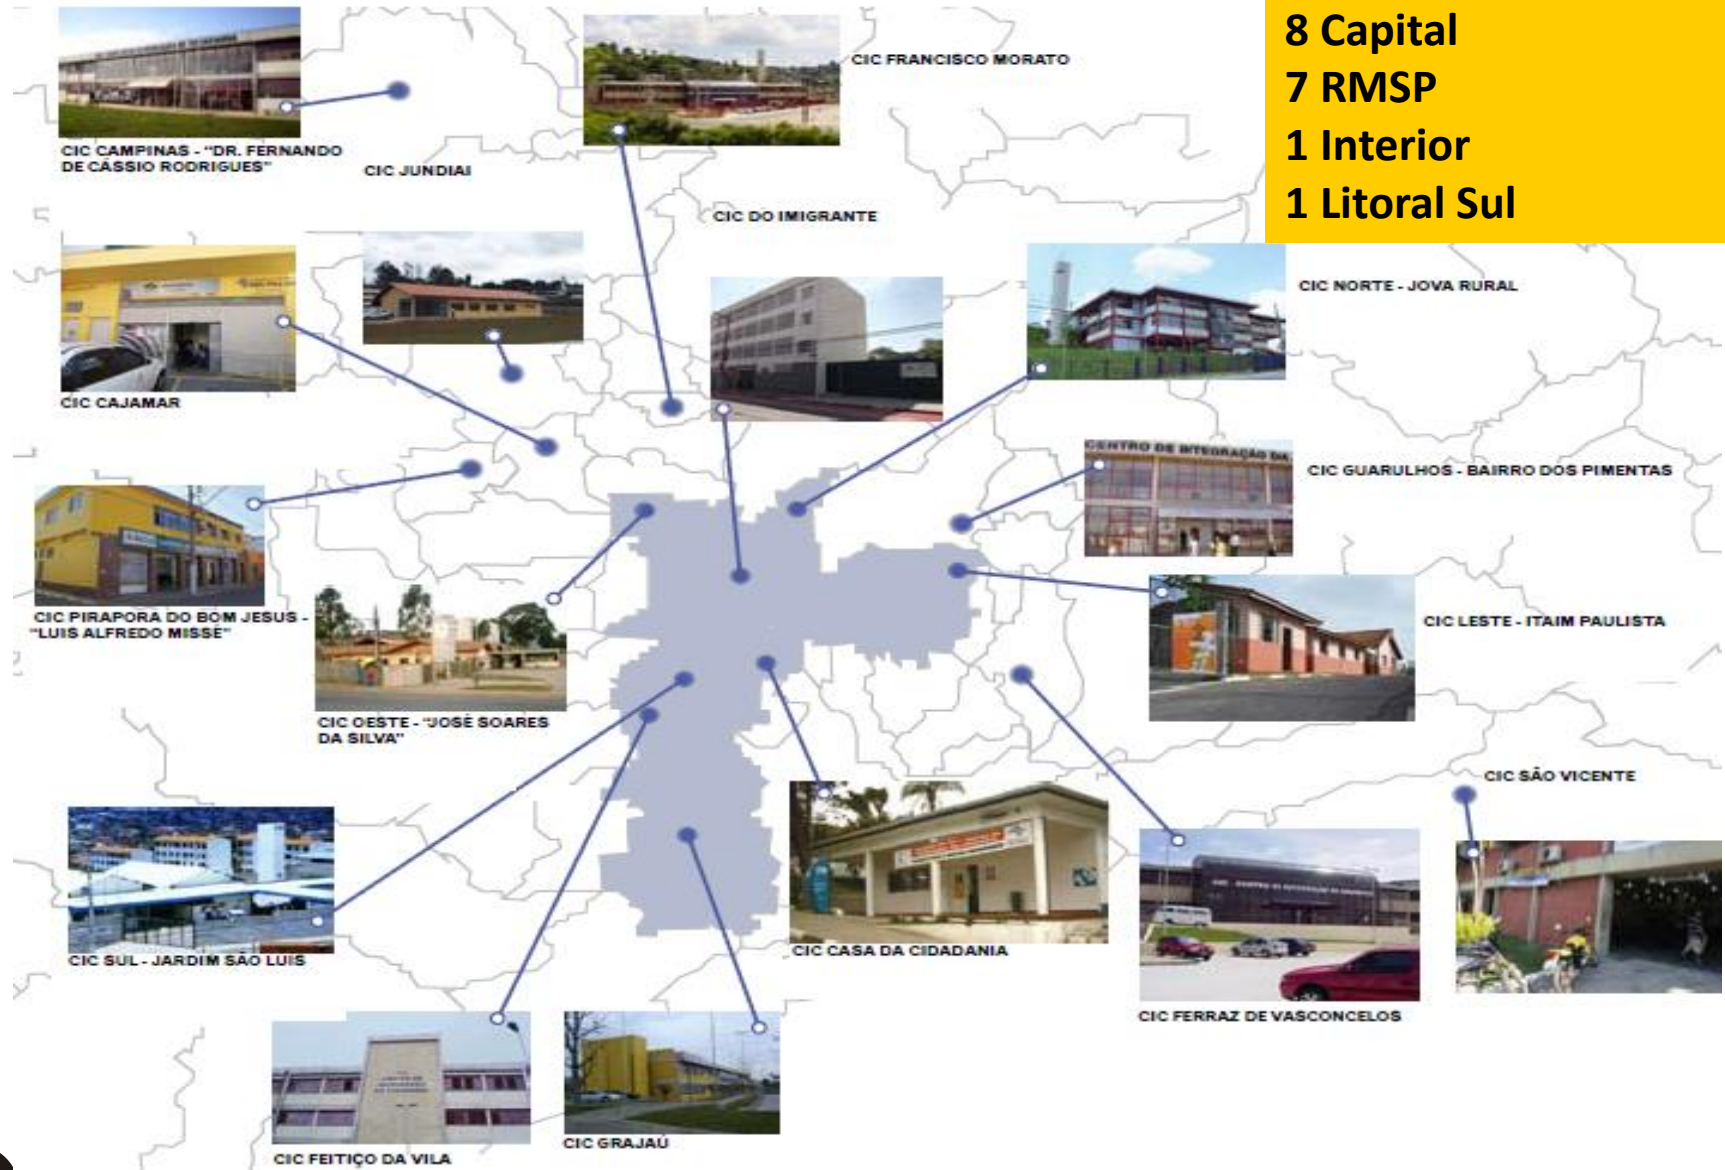 8 Capital
7 RMSP
1 Interior
1 Litoral Sul
CIC FRANCISCO MORATO
CIC CAMPINAS - "DR. FERNANDO
DE CÁSSIO RODRIGUES"
CIC JUNDIAI
CIC DO IMIGRANTE
CIC NORTE - JOVA RURAL
CIC CAJAMAR
CENTRO DE INTEGRAÇÃO DA
CIC GUARULHOS - BAIRRO DOS PIMENTAS
CIC PIRAPORA DO BOM JESUS -
"LUIS ALFREDO MISSÉ"
CIC LESTE - ITAIM PAULISTA
CIC OESTE - "JOSÉ SOARES
DA SILVA"
CIC SÃO VICENTE
CIC SUL - JARDIM SÃO LUIS
CIC CASA DA CIDADANIA
CIC FERRAZ DE VASCONCELOS
CIC GRAJAÚ
CIC FEITIÇO DA VILA